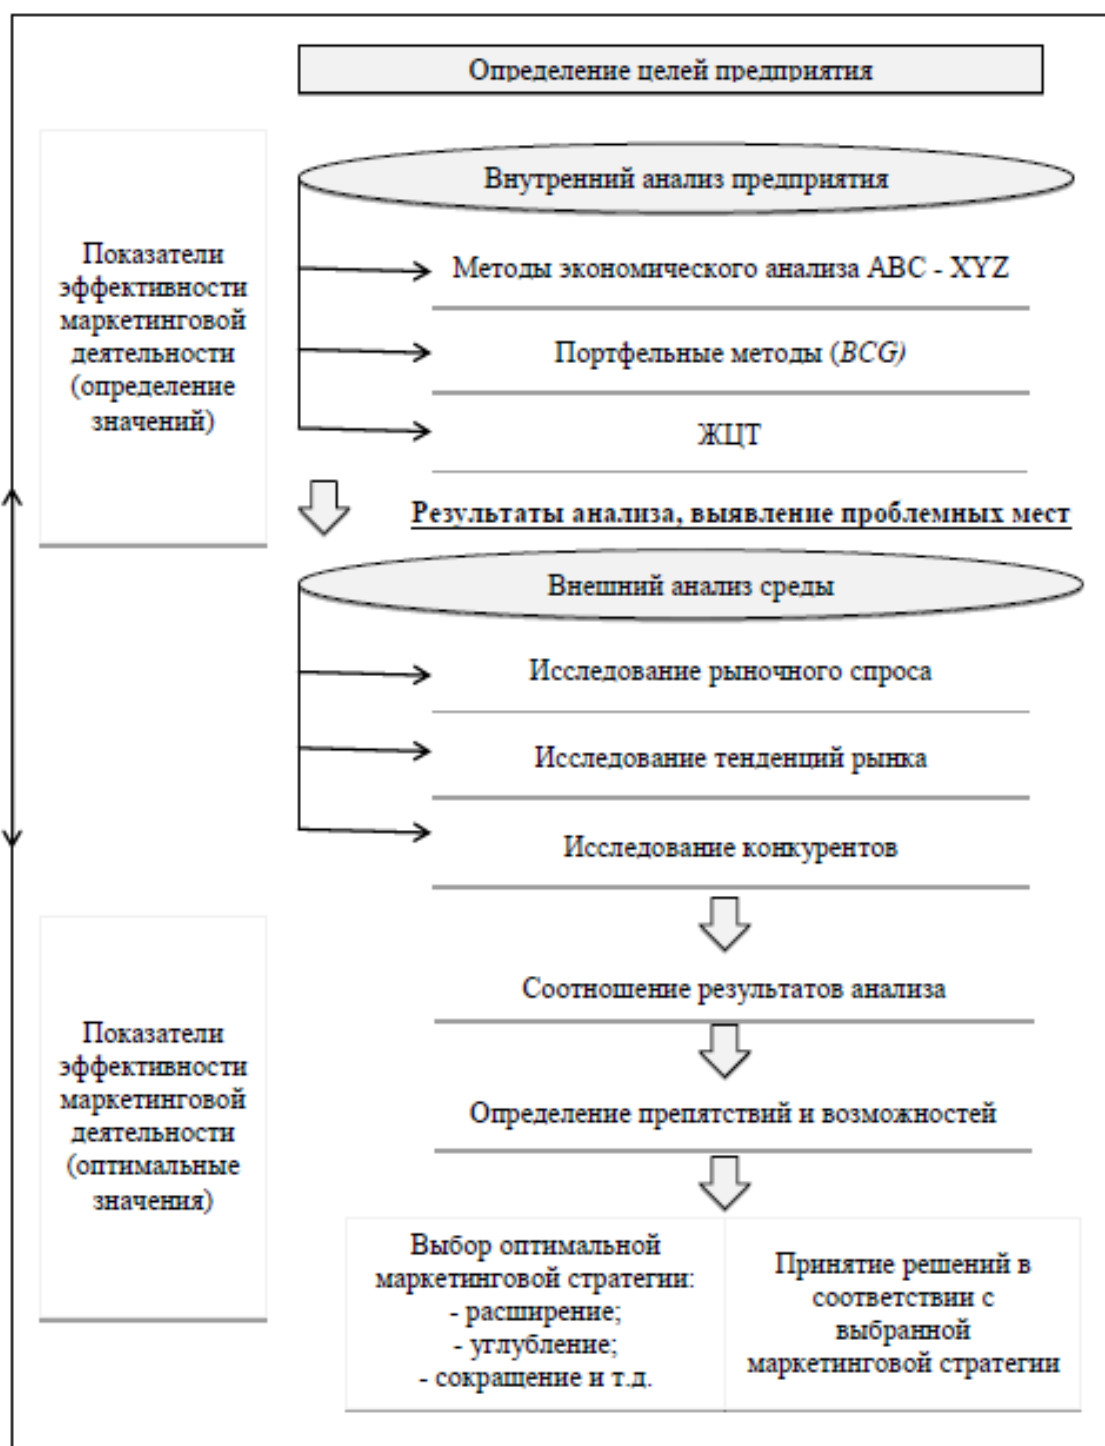 Определение целей предприятия
Показатели
эффективности
маркетинговой
деятельности
(определение
значений)
Внутренний анализ предприятия
Методы экономического анализа ABC - XYZ
Портфельные методы (BCG)
ЖЦТ
Результаты анализа, выявление проблемных мест
Внешний анализ среды
Исследование рыночного спроса
Исследование тенденций рынка
Исследование конкурентов
Показатели
эффективности
маркетинговой
деятельности
(оптимальные
значения)
Соотношение результатов анализа
Определение препятствий и возможностей
Выбор оптимальной
маркетинговой стратегии:
- расширение;
- углубление;
- сокращение и т.д.
Принятие решений в
соответствии с
выбранной
маркетинговой стратегии